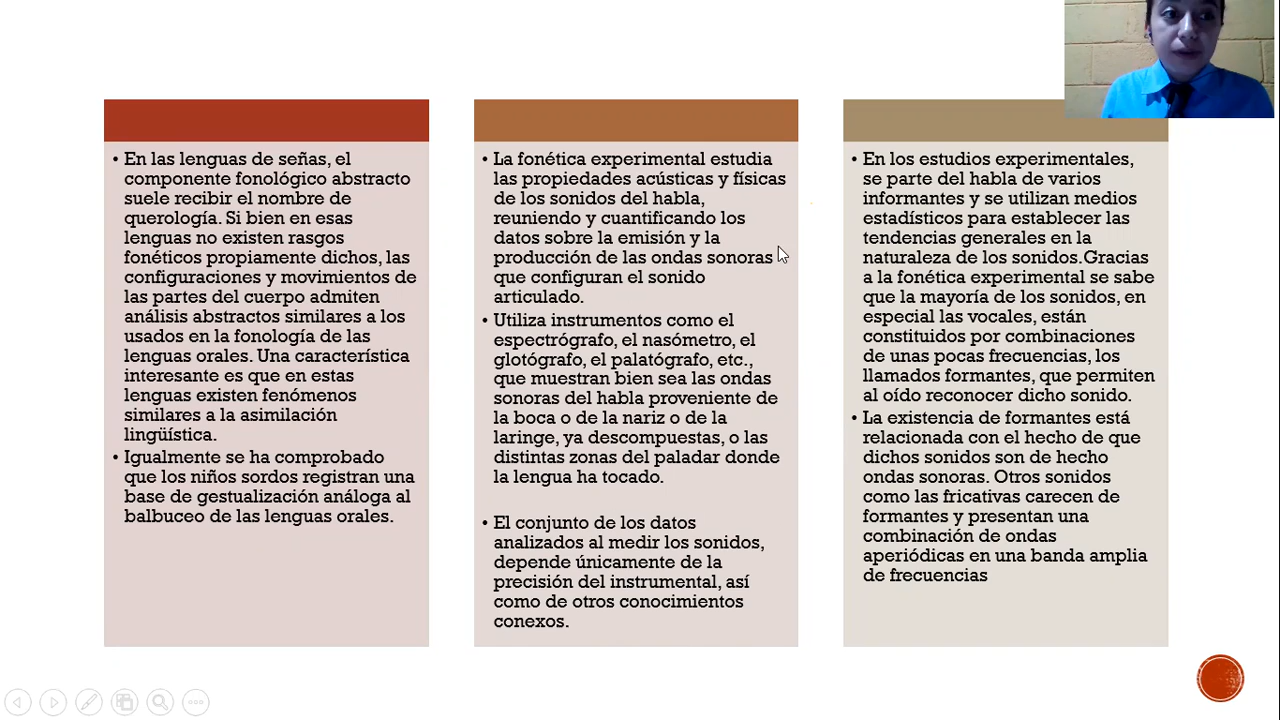 • En las lenguas de señas, el
componente fonológico abstracto
suele recibir el nombre de
querología. Si bien en esas
lenguas no existen rasgos
fonéticos propiamente dichos, las
configuraciones y movimientos de
las partes del cuerpo admiten
análisis abstractos similares a los
usados en la fonología de las
lenguas orales. Una característica
interesante es que en estas
lenguas existen fenómenos
similares a la asimilación
lingüística.
• Igualmente se ha comprobado
que los niños sordos registran una
base de gestualización análoga al
balbuceo de las lenguas orales.
• La fonética experimental estudia
las propiedades acústicas y físicas
de los sonidos del habla,
reuniendo y cuantificando los
datos sobre la emisión y la
producción de las ondas sonoras
que configuran el sonido
articulado.
• Utiliza instrumentos como el
espectrógrafo, el nasómetro, el
glotógrafo, el palatógrafo, etc.,
que muestran bien sea las ondas
sonoras del habla proveniente de
la boca o de la nariz o de la
laringe, ya descompuestas, o las
distintas zonas del paladar donde
la lengua ha tocado.
• El conjunto de los datos
analizados al medir los sonidos,
depende únicamente de la
precisión del instrumental, así
como de otros conocimientos
conexos.
• En los estudios experimentales,
se parte del habla de varios
informantes y se utilizan medios
estadísticos para establecer las
tendencias generales en la
naturaleza de los sonidos.Gracias
a la fonética experimental se sabe
que la mayoría de los sonidos, en
especial las vocales, están
constituidos por combinaciones
de unas pocas frecuencias, los
llamados formantes, que permiten
al oído reconocer dicho sonido.
• La existencia de formantes está
relacionada con el hecho de que
dichos sonidos son de hecho
ondas sonoras. Otros sonidos
como las fricativas carecen de
formantes y presentan una
combinación de ondas
aperiódicas en una banda amplia
de frecuencias